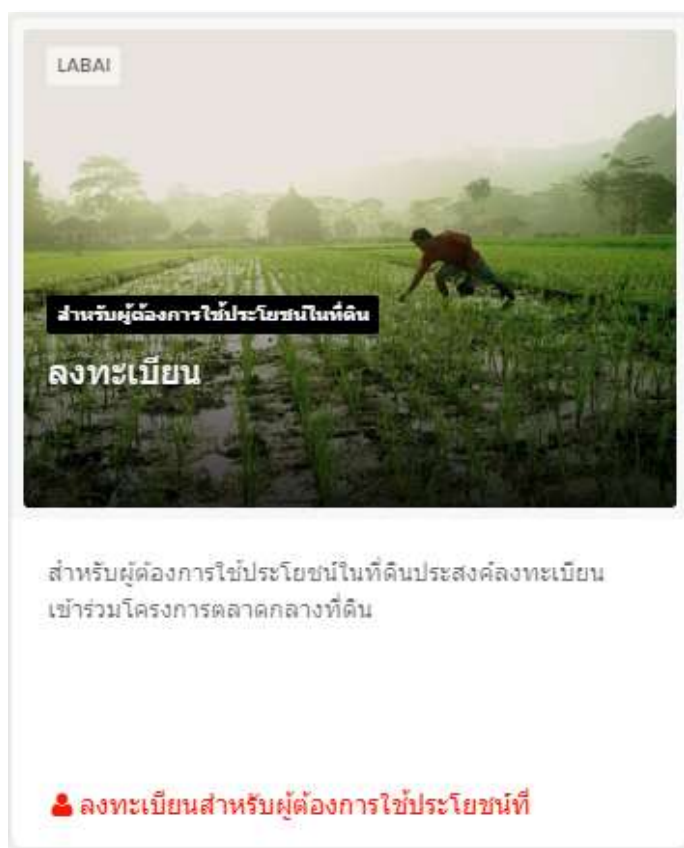 LABAI
สำหรับผู้ต้องการใช้ประโยชน์ในที่ดิน
ลงทะเบียน
สำหรับผู้ต้องการใช้ประโยชน์ในที่ดินประสงค์ลงทะเบียน
เข้าร่วมโครงการตลาดกลางที่ดิน
ลงทะเบียนสำหรับผู้ต้องการใช้ประโยชน์ที่